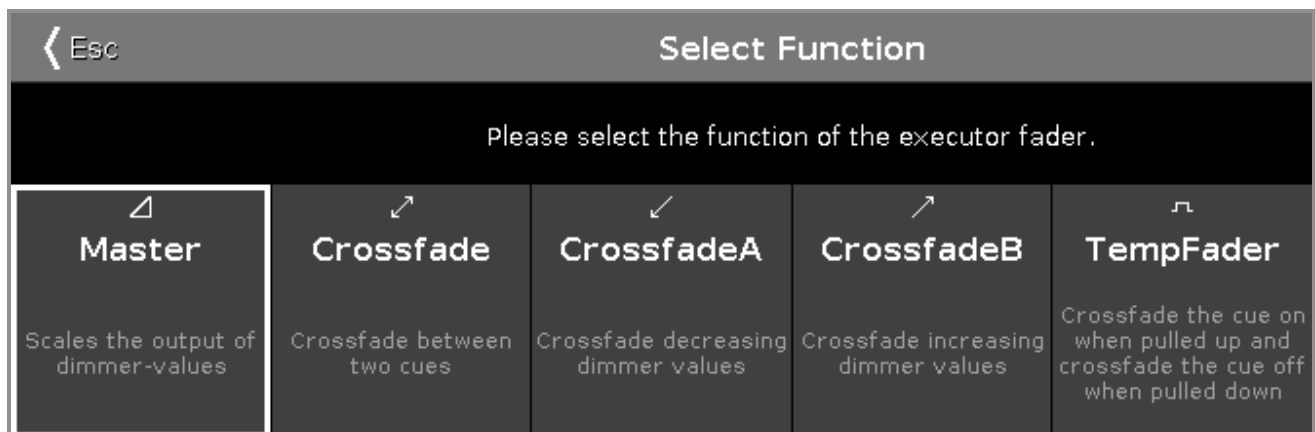 Esc
Select Function
Please select the function of the executor fader.
Master
Scales the output of
dimmer-values
Crossfade
Crossfade between
two cues
CrossfadeA
Crossfade decreasing
dimmer values
CrossfadeB
Crossfade increasing
dimmer values
TempFader
Crossfade the cue on
when pulled up and
crossfade the cue off
when pulled down